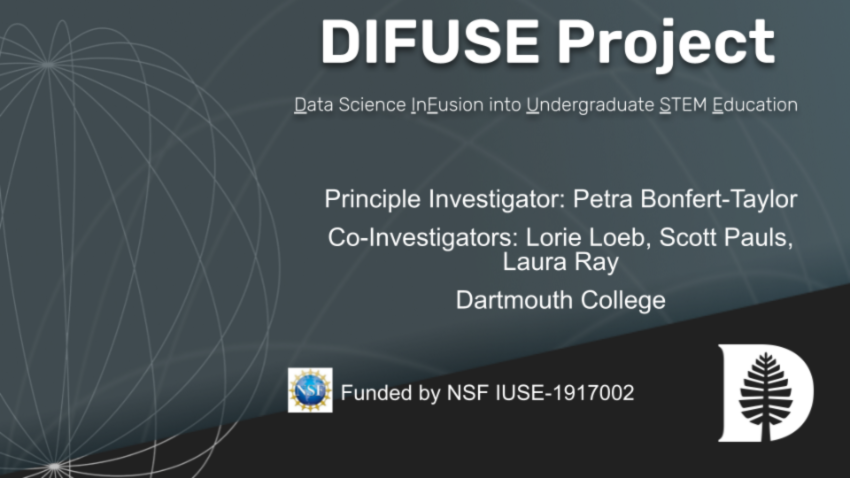 DIFUSE Project
Data Science InFusion into Undergraduate STEM Education
Principle Investigator: Petra Bonfert-Taylor
Co-Investigators: Lorie Loeb, Scott Pauls,
Laura Ray
Dartmouth College
NSF
Funded by NSF IUSE-1917002
D